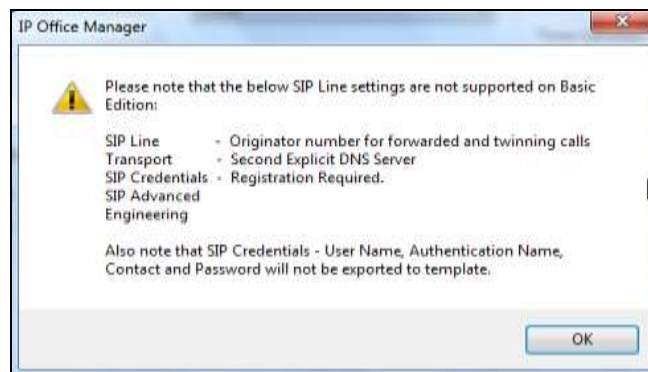 IP Office Manager
Please note that the below SIP Line settings are not supported on Basic
Edition:
SIP Line - Originator number for forwarded and twinning calls
Transport - Second Explicit DNS Server
SIP Credentials - Registration Required.
SIP Advanced
Engineering
Also note that SIP Credentials - User Name, Authentication Name,
Contact and Password will not be exported to template.
OK